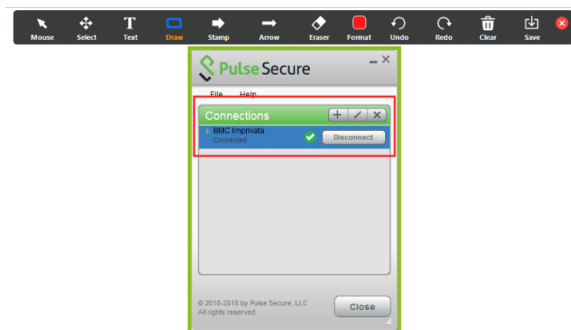 Mouse Select Text Draw Stamp Arrow Eraser Format Undo Redo Clear Save
Pulse Secure
File Help
Connections
BMC Imprivata
Connected
Disconnect
© 2010-2018 by Pulse Secure, LLC
All rights reserved
Close